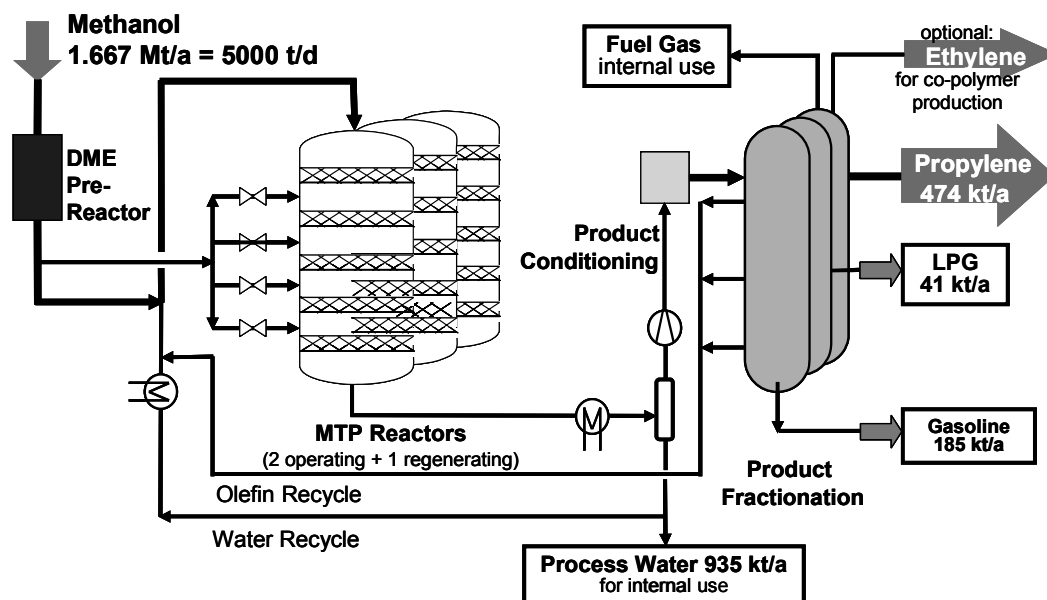 Methanol
1.667 Mt/a = 5000 t/d
DME
Pre-
Reactor
Fuel Gas
internal use
optional:
Ethylene
for co-polymer
production
Propylene
474 kt/a
Product
Conditioning
LPG
41 kt/a
MTP Reactors
(2 operating + 1 regenerating)
Gasoline
185 kt/a
Product
Fractionation
Olefin Recycle
Water Recycle
Process Water 935 kt/a
for internal use